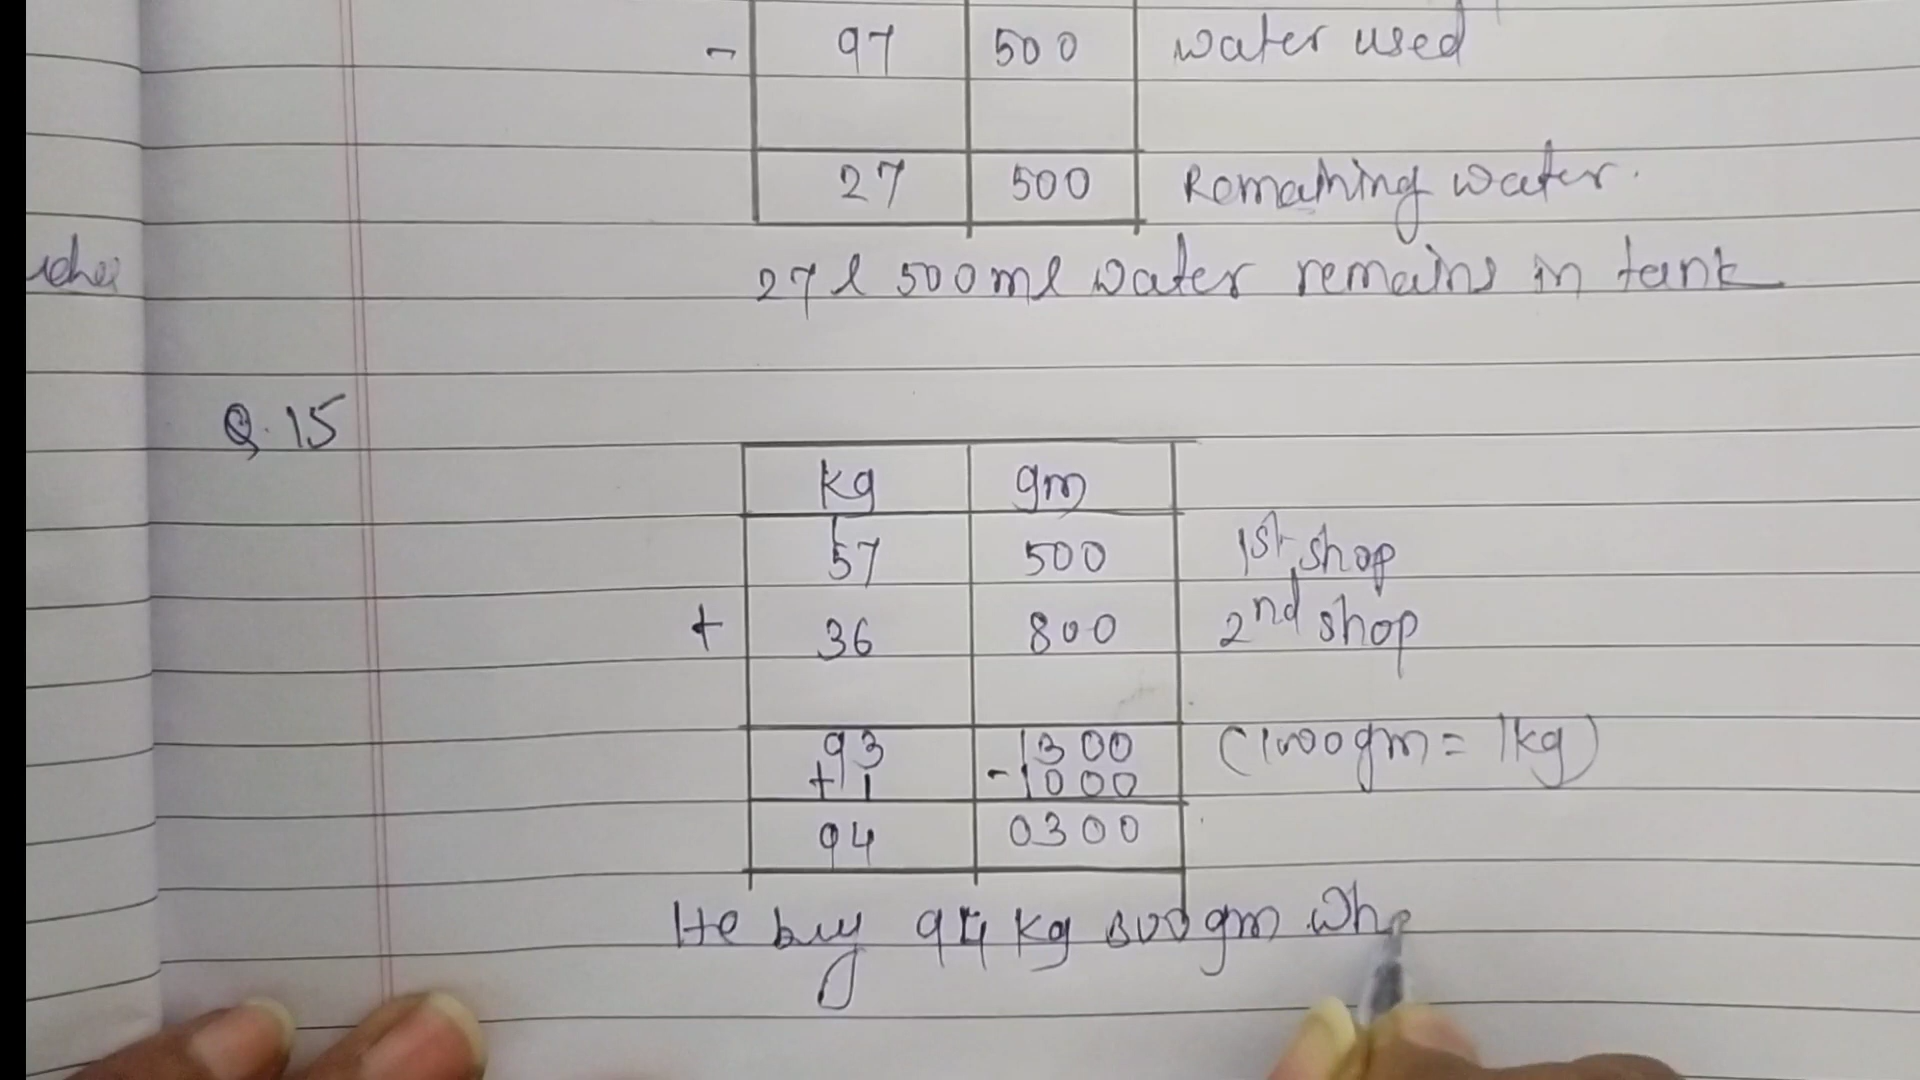 - 97 500 water used
27 500 Remaining water.
27 l 500 ml water remains in tank
Q. 15
kg gm
57 500 1st shop
+ 36 800 2nd shop
93 1300 (1000gm = 1kg)
+ 1 - 1000
94 0300
He buy 94 kg 300 gm Whe